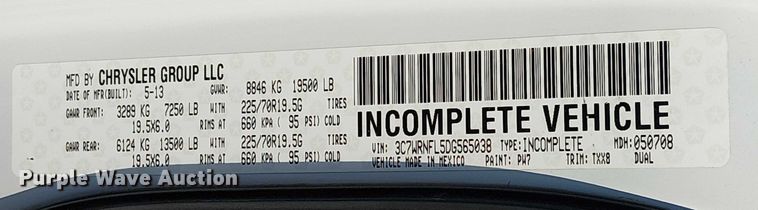 MFD BY CHRYSLER GROUP LLC
DATE OF MFR(BUILT): 5-13 GVWR: 8846 KG 19500 LB
GAWR FRONT: 3289 KG 7250 LB WITH 225/70R19.5G TIRES
19.5X6.0 RIMS AT 660 KPA ( 95 PSI) COLD
GAWR REAR: 6124 KG 13500 LB WITH 225/70R19.5G TIRES
19.5X6.0 RIMS AT 660 KPA ( 95 PSI) COLD
INCOMPLETE VEHICLE
VIN: 3C7WRNFL5DG565038 TYPE: INCOMPLETE MDH: 050708
VEHICLE MADE IN MEXICO PAINT: PW7 TRIM: TXX8 DUAL
Purple Wave Auction
Purple Wave Auction